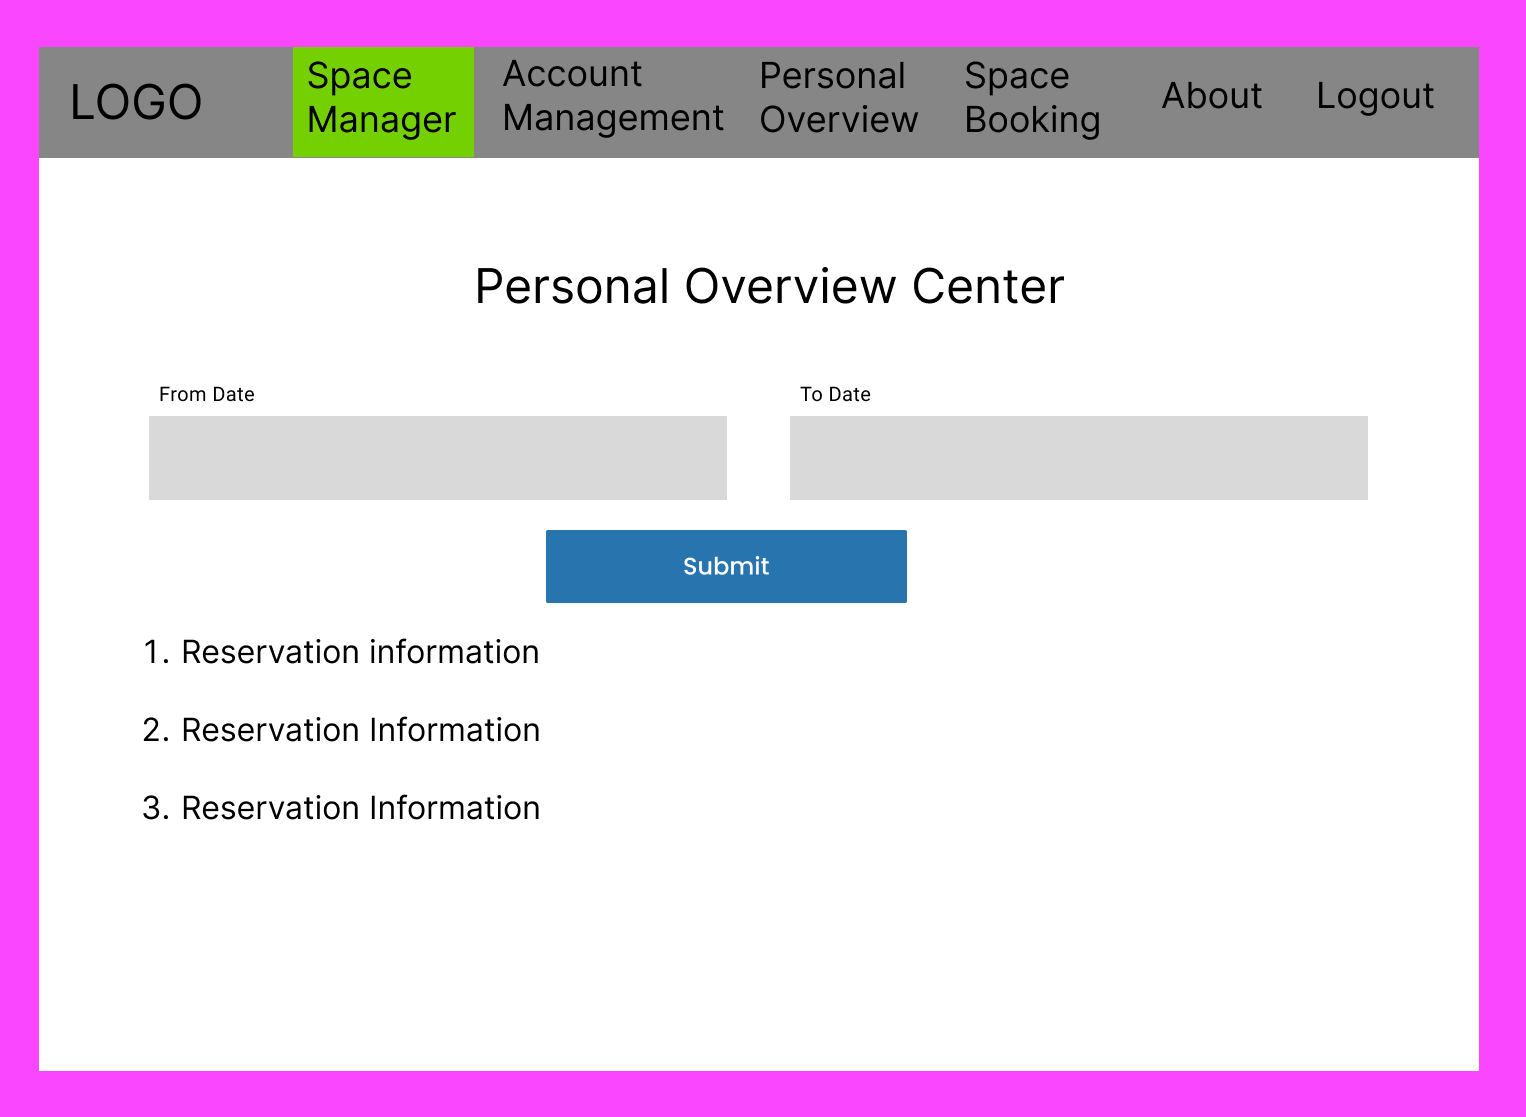 LOGO
Space
Manager
Account
Management
Personal
Overview
Space
Booking
About
Logout
Personal Overview Center
From Date
To Date
Submit
1. Reservation information
2. Reservation Information
3. Reservation Information